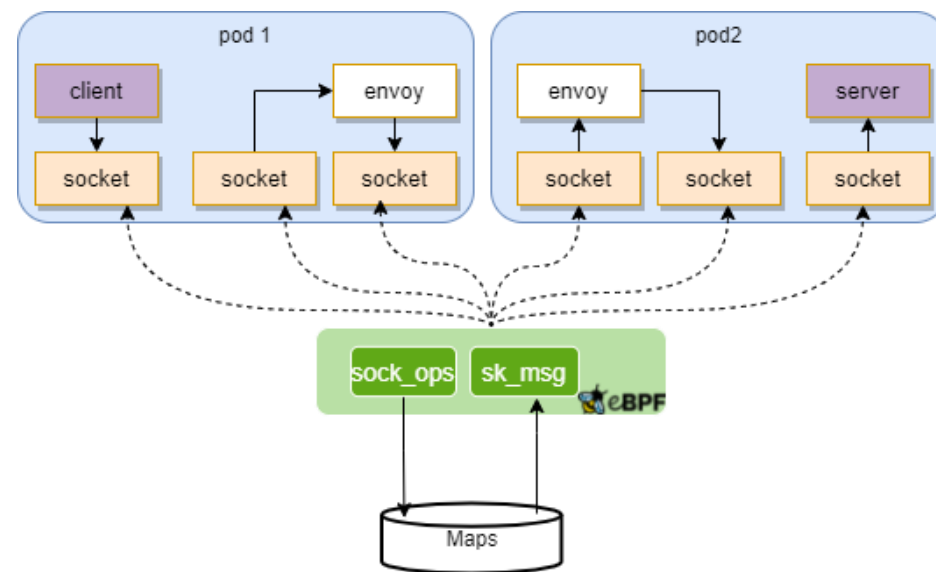 pod 1
pod2
client
envoy
envoy
server
socket
socket
socket
socket
socket
socket
sock_ops
sk_msg
eBPF
Maps